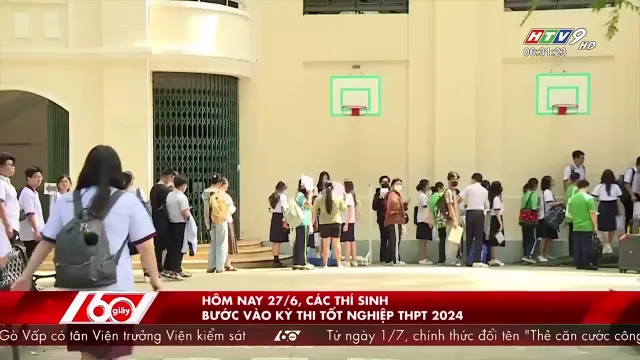 HTV9 HD
06:31:23
HÔM NAY 27/6, CÁC THÍ SINH
BƯỚC VÀO KỲ THI TỐT NGHIỆP THPT 2024
60 giây
Gò Vấp có tân Viện trưởng Viện kiểm sát
Từ ngày 1/7, chính thức đổi tên "Thẻ căn cước công